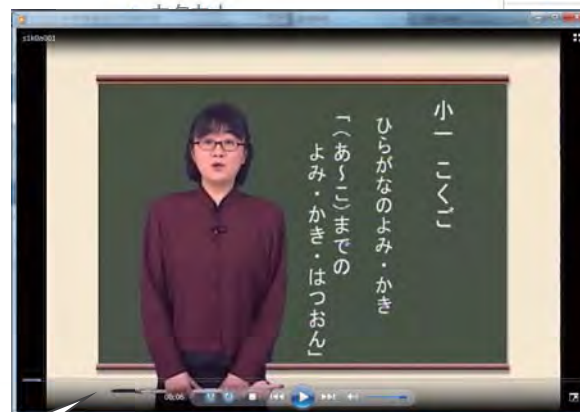 s1k0m001
小一 こくご
ひらがなのよみ・かき
「(あ～こ)までの
よみ・かき・はつおん」